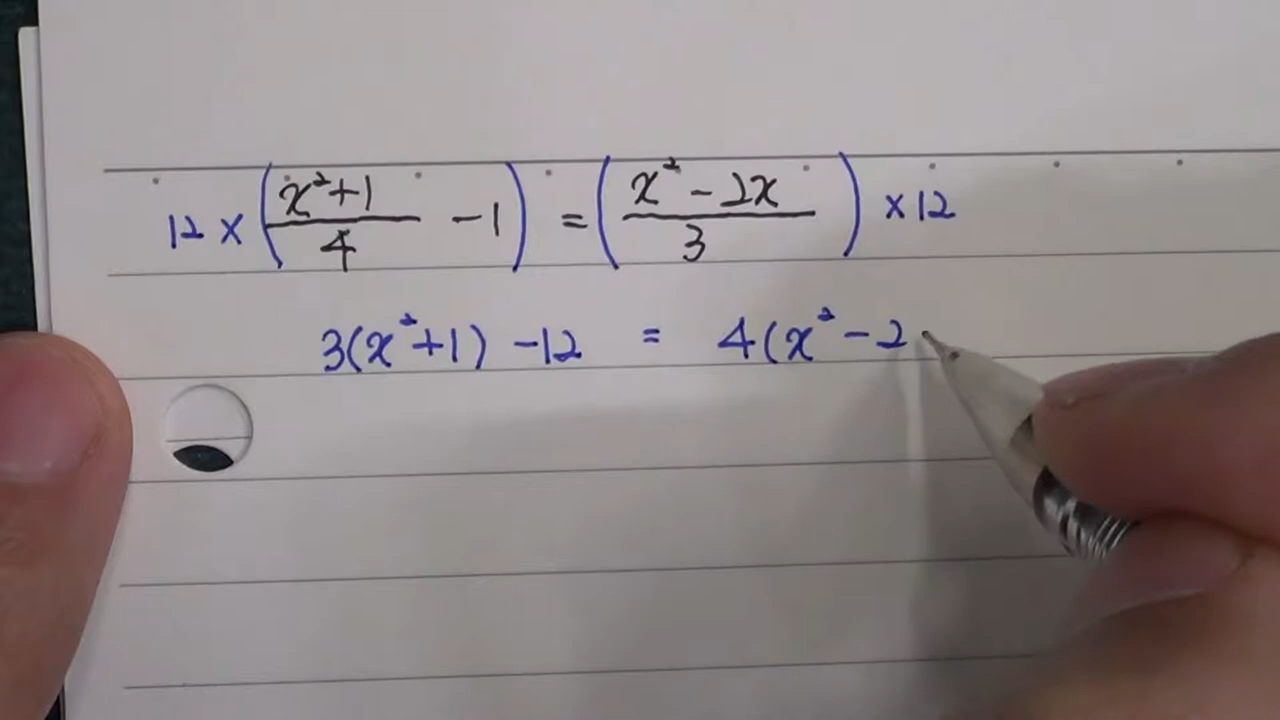 12 × ( (x²+1)/4 −1 ) = ( (x²−2x)/3 ) × 12
3(x²+1) −12 = 4(x²−2